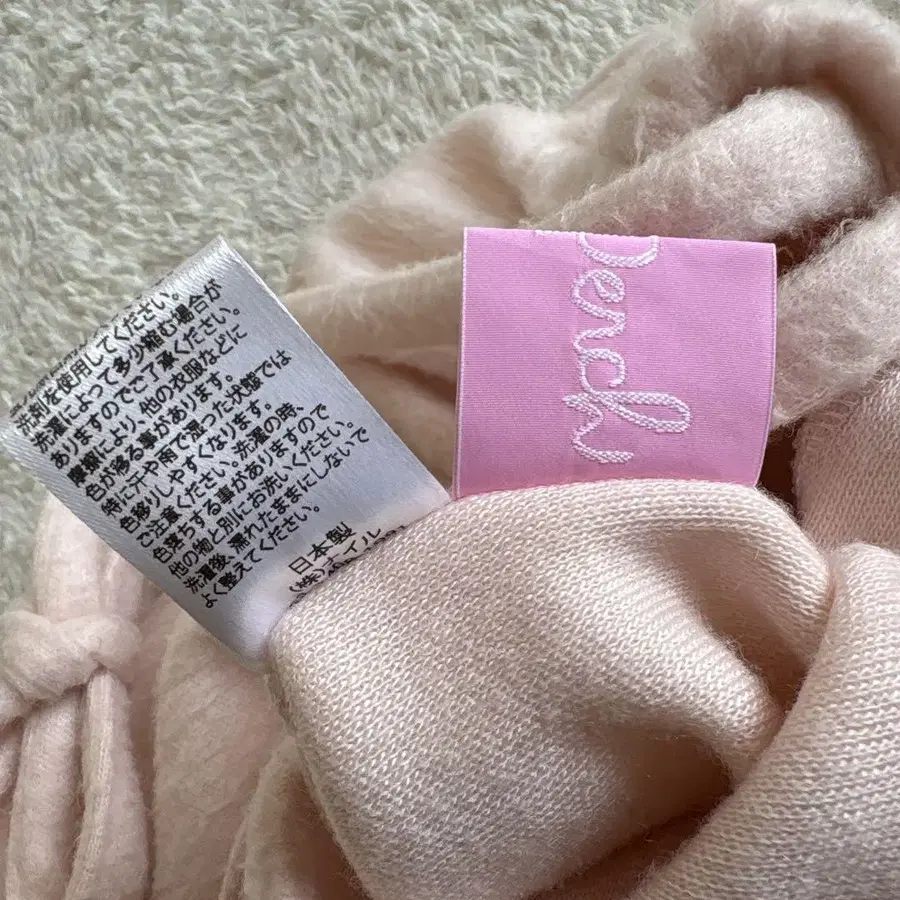 洗剤を使用してください。
洗濯によって多少縮む場合が
ありますのでご了承ください。
摩擦により、他の衣服などに
色が移る事があります。
特に汗や雨で湿った状態では
色移りしやすくなります。
ご注意ください。洗濯の時、
色落ちする事がありますので
他の物と別にお洗いください。
洗濯後、濡れたままにしないで
よく整えてください。
日本製
Derch